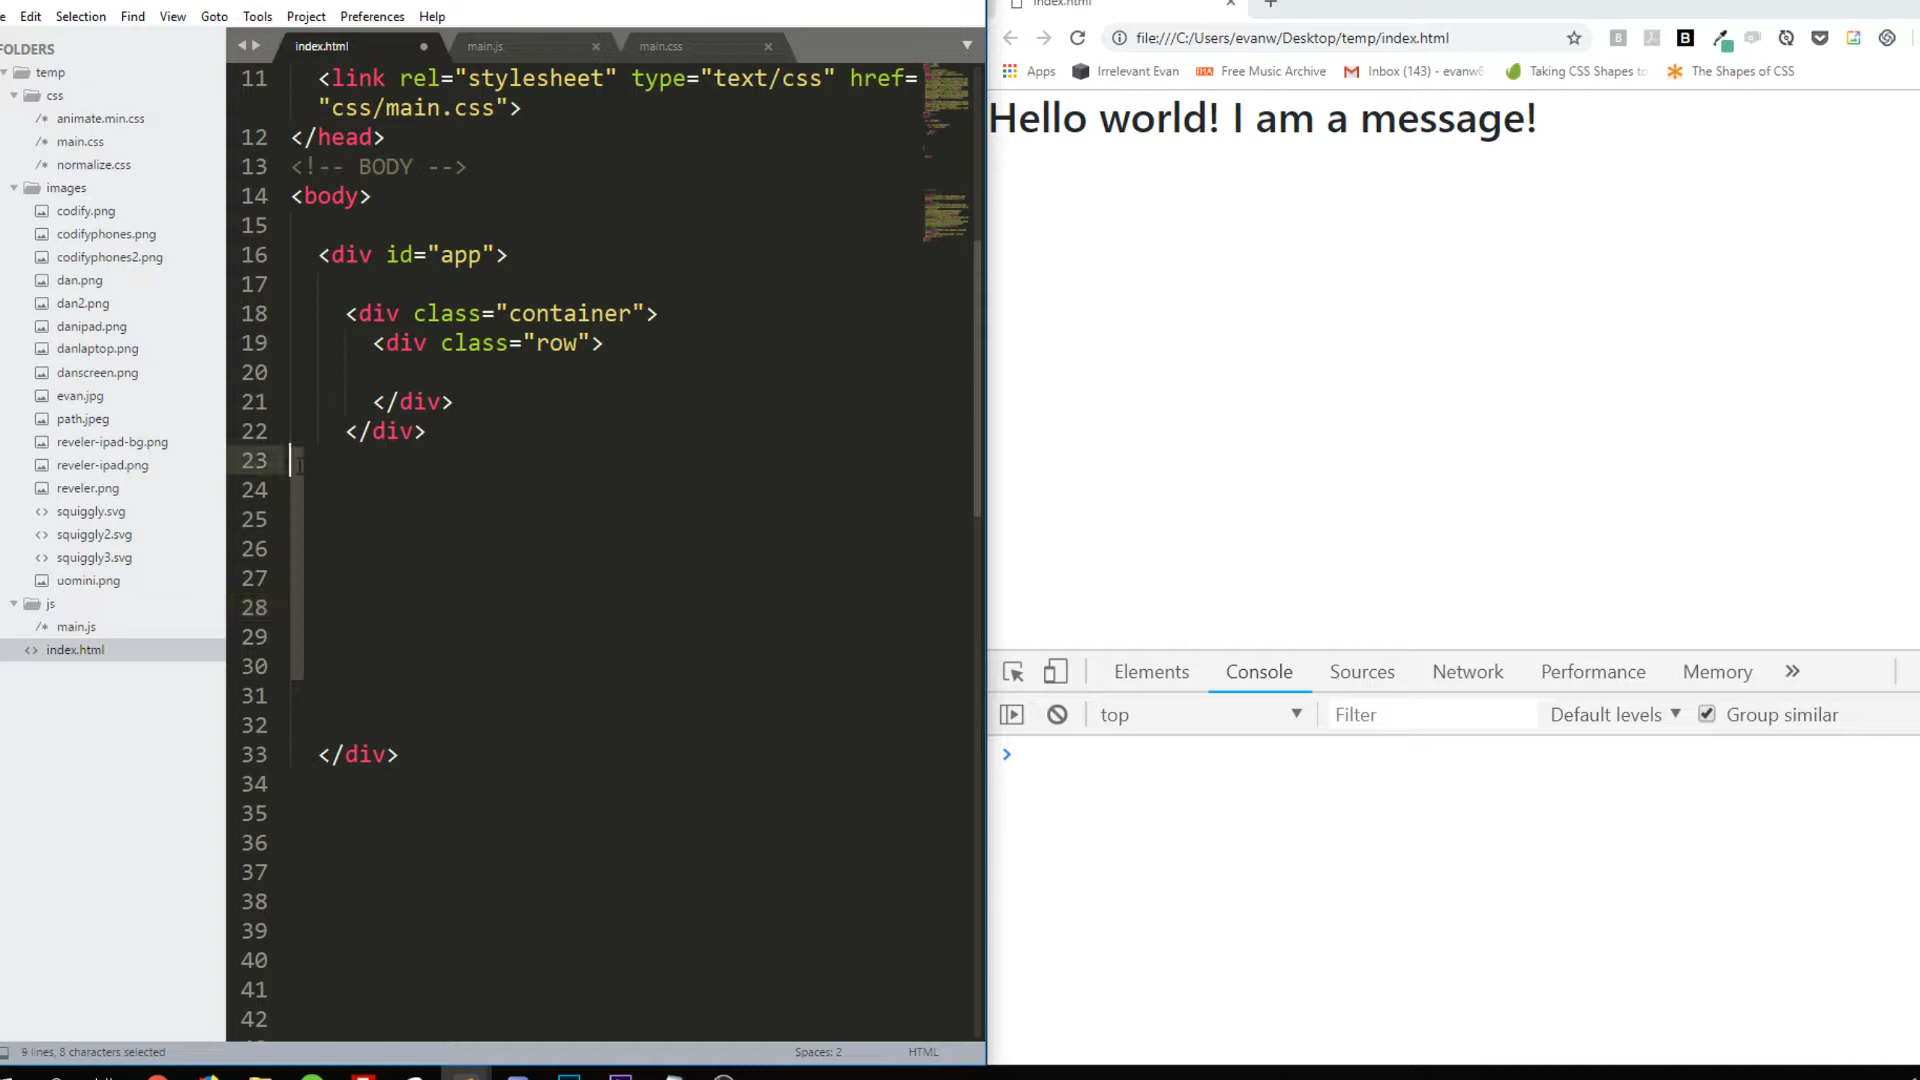 Edit Selection Find View Goto Tools Project Preferences Help
FOLDERS
temp
css
/* animate.min.css
/* main.css
/* normalize.css
images
codify.png
codifyphones.png
codifyphones2.png
dan.png
dan2.png
danipad.png
danlaptop.png
danscreen.png
evan.jpg
path.jpeg
reveler-ipad-bg.png
reveler-ipad.png
reveler.png
<> squiggly.svg
<> squiggly2.svg
<> squiggly3.svg
uomini.png
js
/* main.js
<> index.html
index.html main.js × main.css ×
11 <link rel="stylesheet" type="text/css" href=
"css/main.css">
12 </head>
13 <!-- BODY -->
14 <body>
15
16 <div id="app">
17
18 <div class="container">
19 <div class="row">
20
21 </div>
22 </div>
23
24
25
26
27
28
29
30
31
32
33 </div>
34
35
36
37
38
39
40
41
42
9 lines, 8 characters selected Spaces: 2 HTML
index.html
file:///C:/Users/evanw/Desktop/temp/index.html
Apps Irrelevant Evan Free Music Archive Inbox (143) - evanw Taking CSS Shapes to The Shapes of CSS
Hello world! I am a message!
Elements Console Sources Network Performance Memory »
top Filter Default levels Group similar